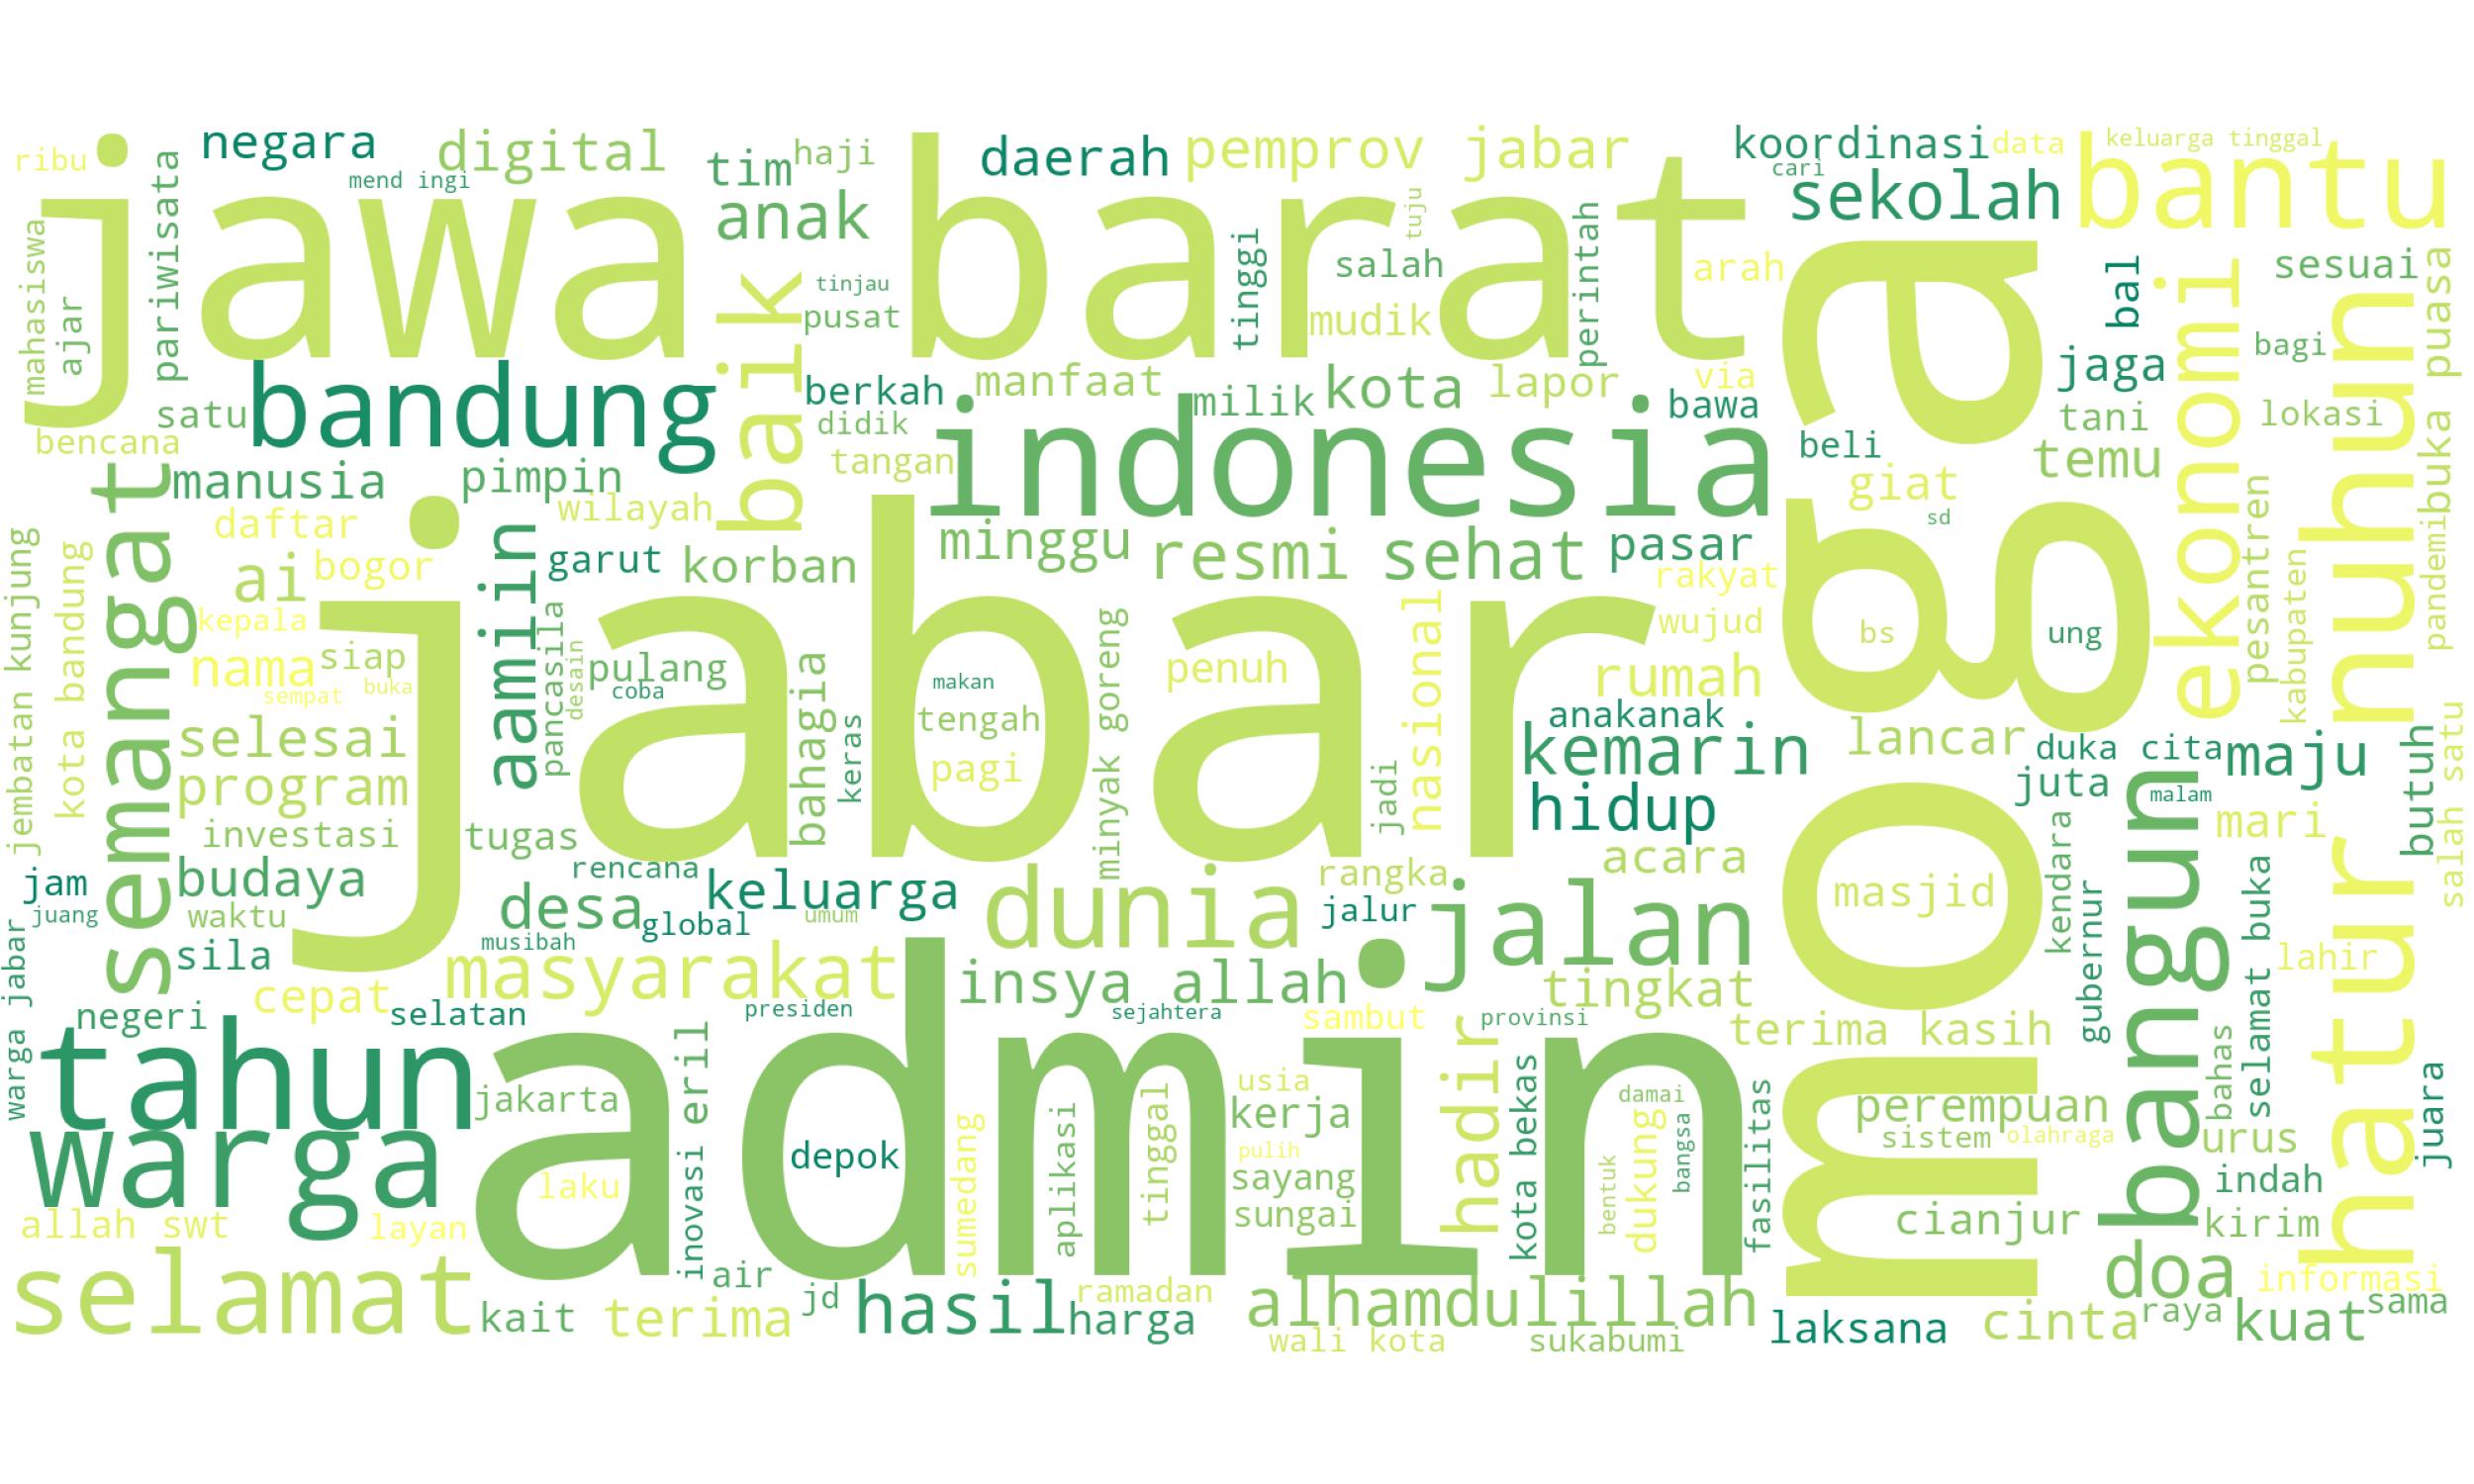 ribu
negara
digital
mend ingi
tim
haji
anak
daerah
pemprov jabar
koordinasi
data
keluarga tinggal
cari
sekolah
bantu
jawa barat
mahasiswa
ajar
pariwisata
baik
tinjau
pusat
tinggi
salah
tuju
mudik
perintah
arah
moga
bal
sesuai
jaga
bagi
ekonomi
hatur nuhun
buka puasa
satu
bandung
berkah
manfaat
milik
kota
lapor
via
bawa
didik
tangan
indonesia
beli
tani
lokasi
temu
giat
sd
bencana
manusia
pimpin
wilayah
semangat
daftar
ai
bogor
aamiin
garut
korban
minggu
resmi
sehat
pasar
rakyat
wujud
pesantren
kabupaten
pandemi
jembatan kunjung
kota bandung
kepala
nama
siap
sempat
buka
pancasila
desain
pulang
coba
jabar
bahagia
keras
makan
tengah
pagi
minyak goreng
penuh
jadi
nasional
rumah
bs
ung
anakanak
kemarin
lancar
duka cita
maju
butuh
salah satu
selesai
program
investasi
tugas
hidup
juta
malam
mari
bangun
budaya
jam
juang
waktu
rencana
desa
keluarga
global
umum
musibah
dunia
rangka
jalur
jalan
acara
masjid
kendara
gubernur
selamat buka
lahir
warga jabar
sila
cepat
masyarakat
insya allah
tingkat
negeri
selatan
presiden
sejahtera
sambut
provinsi
terima kasih
tahun
admin
jakarta
inovasi eril
depok
laku
sumedang
aplikasi
tinggal
usia
kerja
pulih
sayang
sungai
hadir
kota bekas
damai
bentuk
dukung
bangsa
fasilitas
perempuan
sistem
olahraga
bahas
urus
juara
indah
warga
allah swt
layan
cianjur
kirim
selamat
kait
terima
air
jd
hasil
ramadan
harga
alhamdulillah
wali kota
sukabumi
laksana
doa
cinta
raya
informasi
kuat
sama